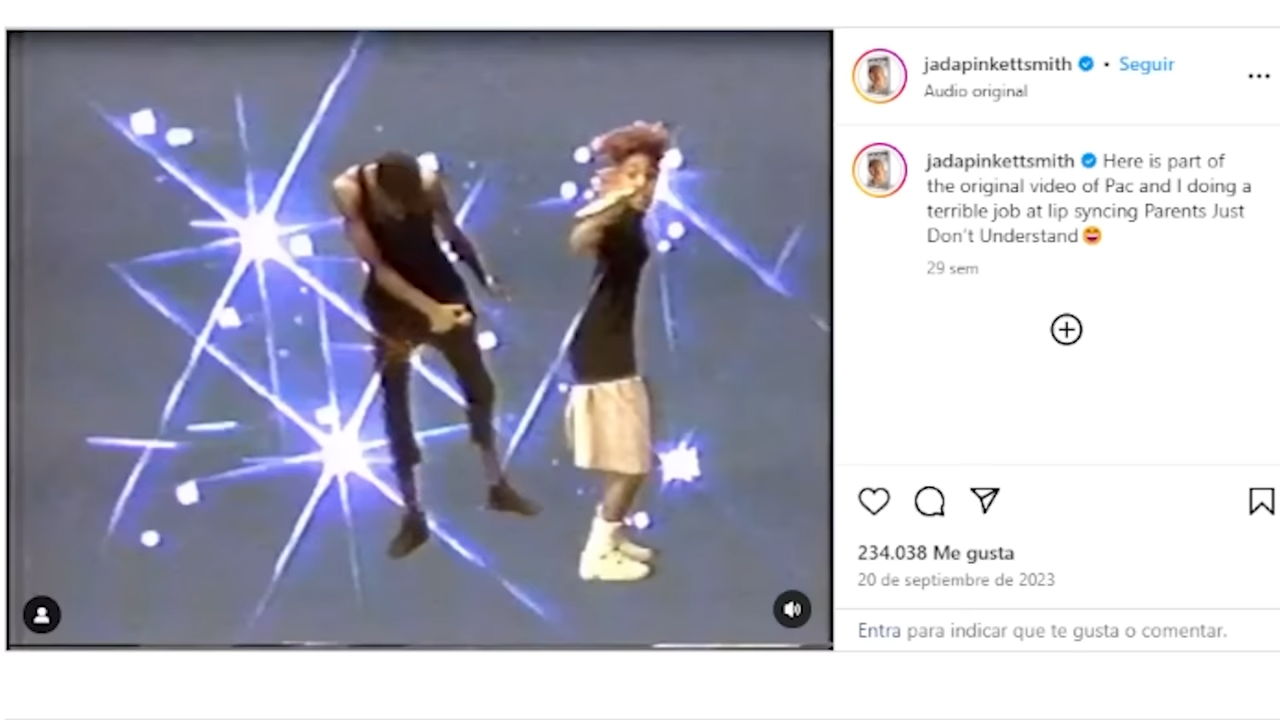 jadapinkettsmith • Seguir
Audio original
jadapinkettsmith Here is part of
the original video of Pac and I doing a
terrible job at lip syncing Parents Just
Don't Understand 😆
29 sem
234.038 Me gusta
20 de septiembre de 2023
Entra para indicar que te gusta o comentar.